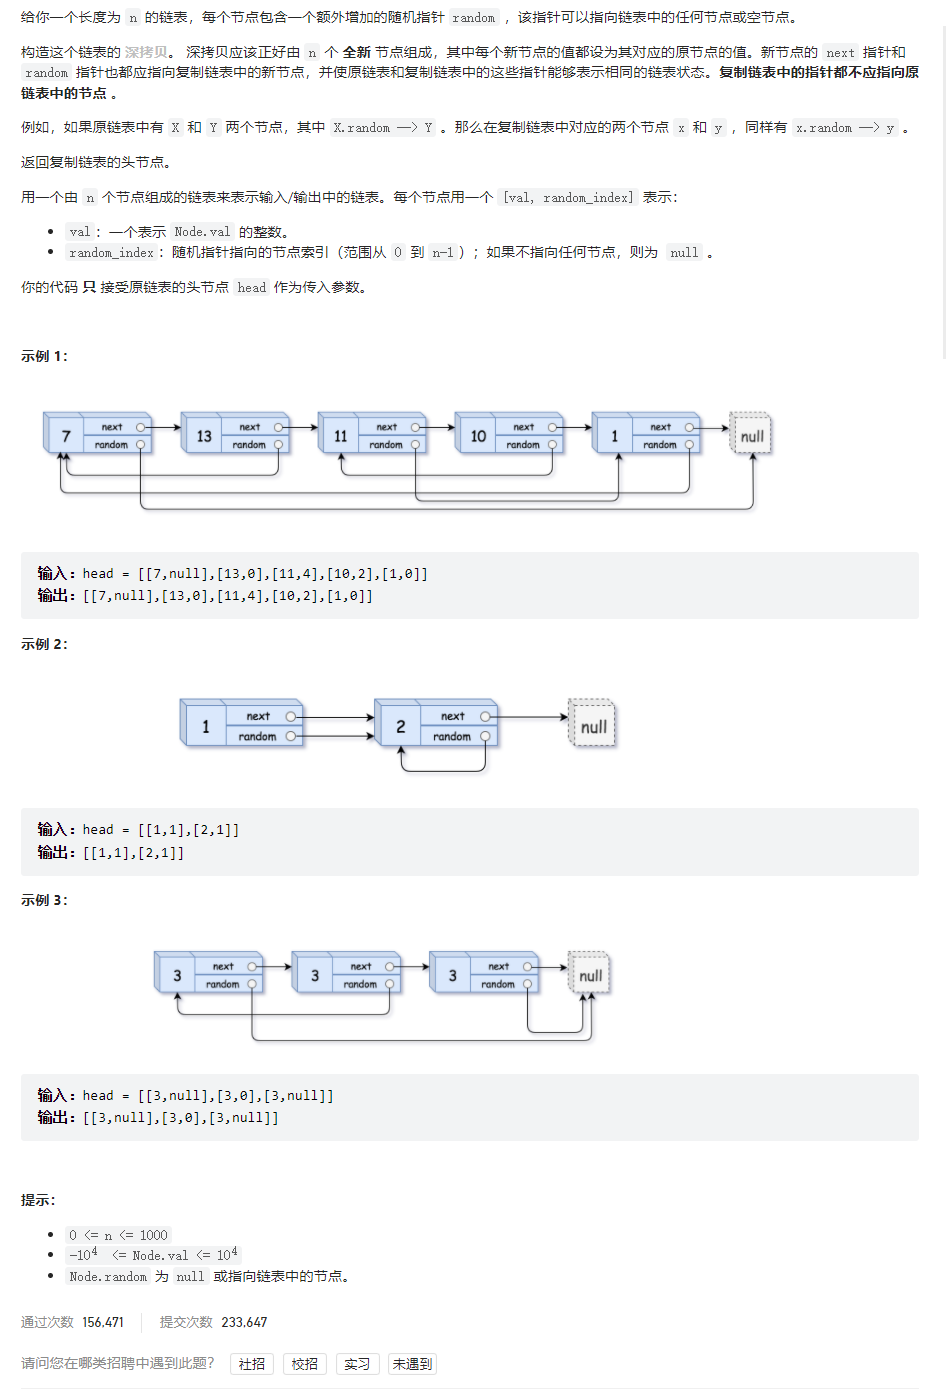 给你一个长度为 n 的链表，每个节点包含一个额外增加的随机指针 random ，该指针可以指向链表中的任何节点或空节点。
构造这个链表的 深拷贝。 深拷贝应该正好由 n 个 全新 节点组成，其中每个新节点的值都设为其对应的原节点的值。新节点的 next 指针和
random 指针也都应指向复制链表中的新节点，并使原链表和复制链表中的这些指针能够表示相同的链表状态。复制链表中的指针都不应指向原
链表中的节点 。
例如，如果原链表中有 X 和 Y 两个节点，其中 X.random --> Y 。那么在复制链表中对应的两个节点 x 和 y ，同样有 x.random --> y 。
返回复制链表的头节点。
用一个由 n 个节点组成的链表来表示输入/输出中的链表。每个节点用一个 [val, random_index] 表示：
• val：一个表示 Node.val 的整数。
• random_index：随机指针指向的节点索引（范围从 0 到 n-1）；如果不指向任何节点，则为 null 。
你的代码 只 接受原链表的头节点 head 作为传入参数。
示例 1：
7 next random 13 next random 11 next random 10 next random 1 next random null
输入：head = [[7,null],[13,0],[11,4],[10,2],[1,0]]
输出：[[7,null],[13,0],[11,4],[10,2],[1,0]]
示例 2：
1 next random 2 next random null
输入：head = [[1,1],[2,1]]
输出：[[1,1],[2,1]]
示例 3：
3 next random 3 next random 3 next random null
输入：head = [[3,null],[3,0],[3,null]]
输出：[[3,null],[3,0],[3,null]]
提示：
• 0 <= n <= 1000
• -10⁴ <= Node.val <= 10⁴
• Node.random 为 null 或指向链表中的节点。
通过次数 156,471 提交次数 233,647
请问您在哪类招聘中遇到此题？ 社招 校招 实习 未遇到